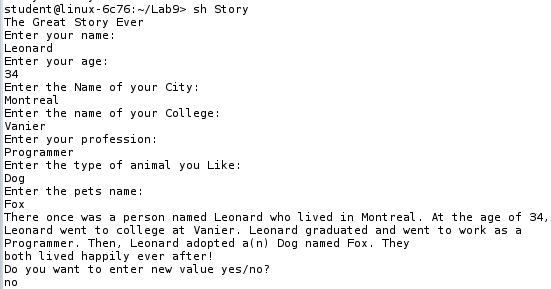 student@linux-6c76:~/Lab9> sh Story
The Great Story Ever
Enter your name:
Leonard
Enter your age:
34
Enter the Name of your City:
Montreal
Enter the name of your College:
Vanier
Enter your profession:
Programmer
Enter the type of animal you Like:
Dog
Enter the pets name:
Fox
There once was a person named Leonard who lived in Montreal. At the age of 34,
Leonard went to college at Vanier. Leonard graduated and went to work as a
Programmer. Then, Leonard adopted a(n) Dog named Fox. They
both lived happily ever after!
Do you want to enter new value yes/no?
no